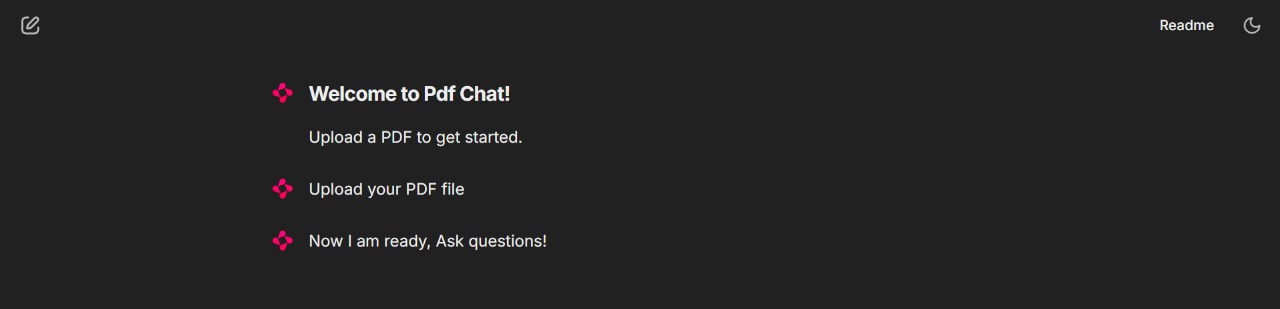 Readme
Welcome to Pdf Chat!
Upload a PDF to get started.
Upload your PDF file
Now I am ready, Ask questions!